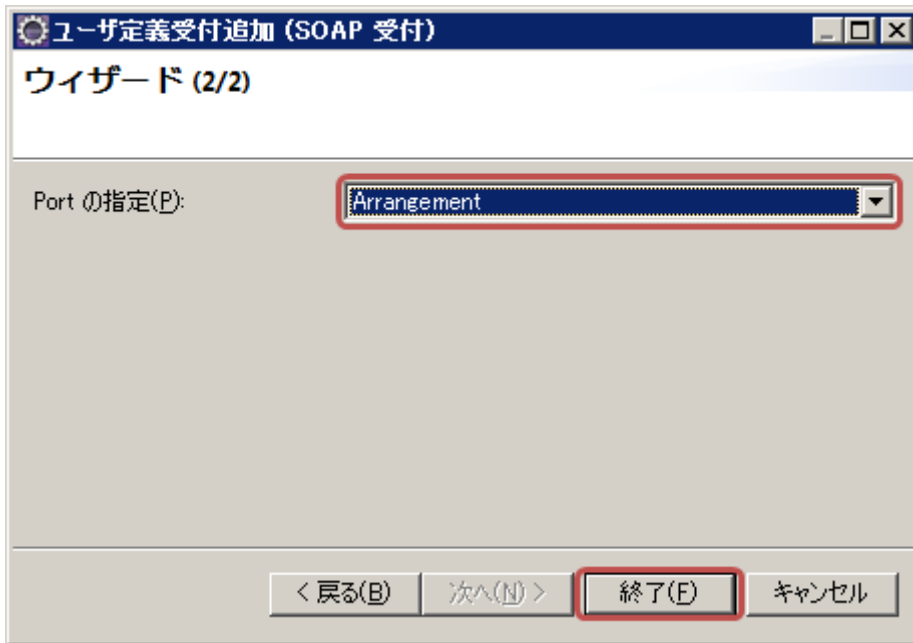 ユーザ定義受付追加 (SOAP 受付)
ウィザード (2/2)
Port の指定(P): Arrangement
< 戻る(B) 次へ(N) > 終了(F) キャンセル